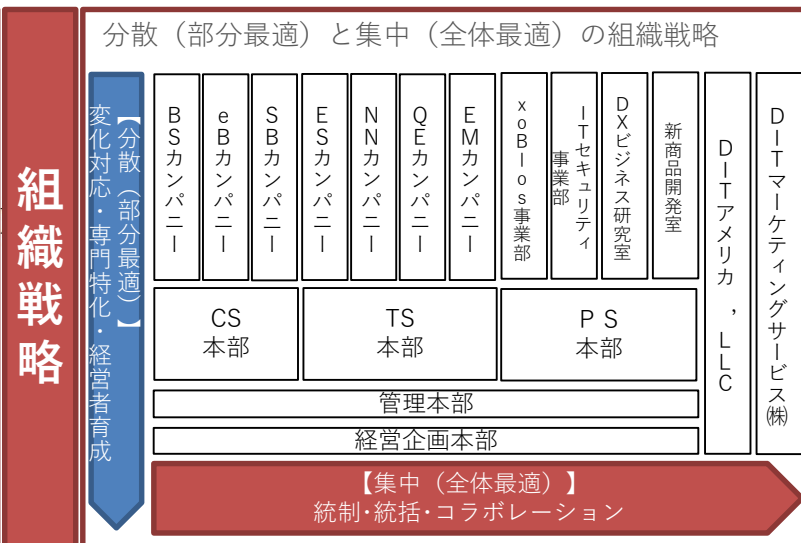 組織戦略
分散（部分最適）と集中（全体最適）の組織戦略
【分散（部分最適）】
変化対応・専門特化・経営者育成
BSカンパニー
eBカンパニー
SBカンパニー
ESカンパニー
NNカンパニー
QEカンパニー
EMカンパニー
xoBlos事業部
ITセキュリティ
事業部
DXビジネス研究室
新商品開発室
DITアメリカ，LLC
DITマーケティングサービス㈱
CS
本部
TS
本部
ＰＳ
本部
管理本部
経営企画本部
【集中（全体最適）】
統制･統括･コラボレーション